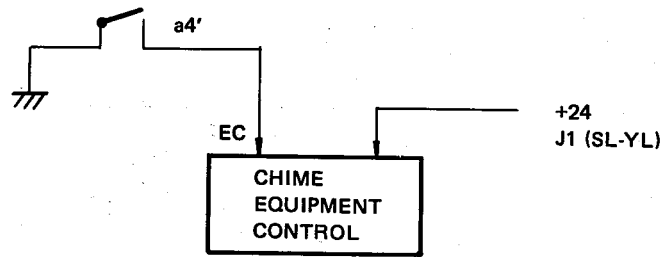 a4'
+24
J1 (SL-YL)
EC
CHIME
EQUIPMENT
CONTROL